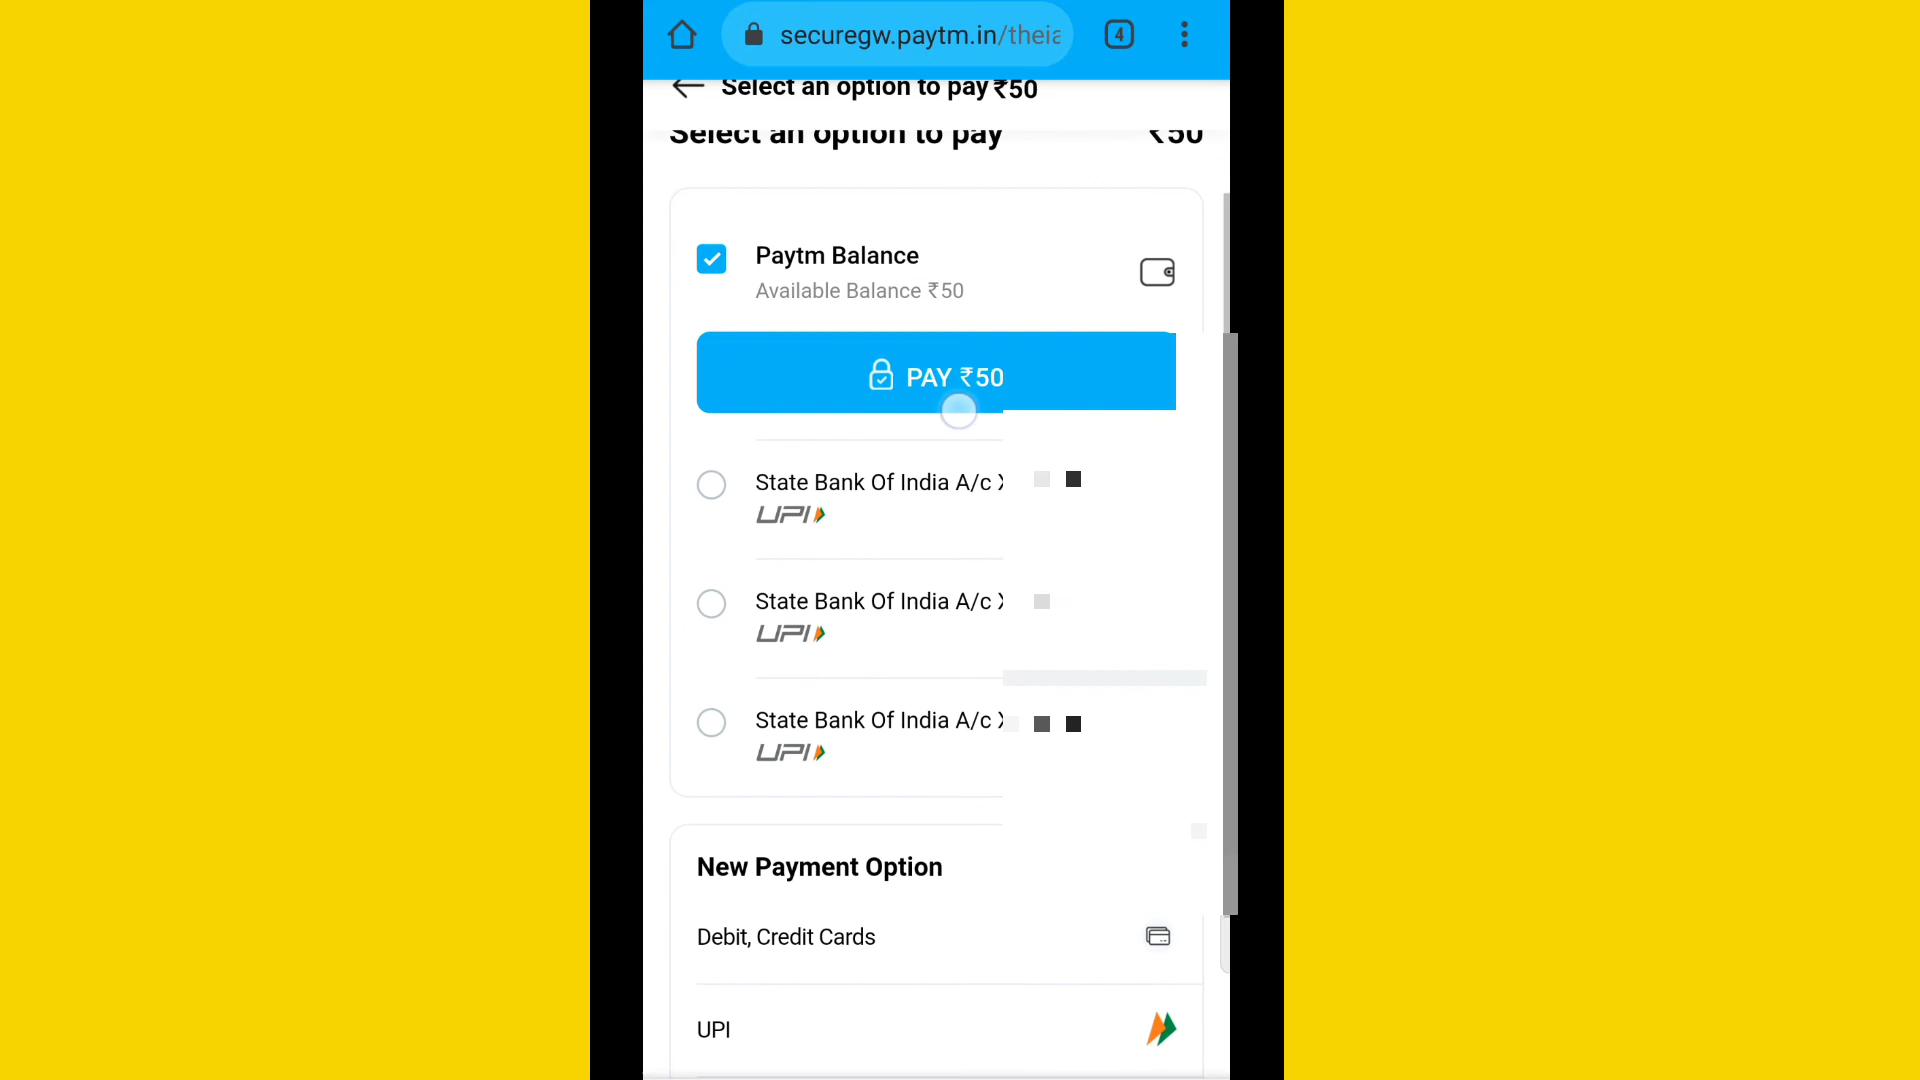 securegw.paytm.in/theia
4
Select an option to pay ₹50
Select an option to pay ₹50
Paytm Balance
Available Balance ₹50
PAY ₹50
State Bank Of India A/c X
UPI
State Bank Of India A/c X
UPI
State Bank Of India A/c X
UPI
New Payment Option
Debit, Credit Cards
UPI